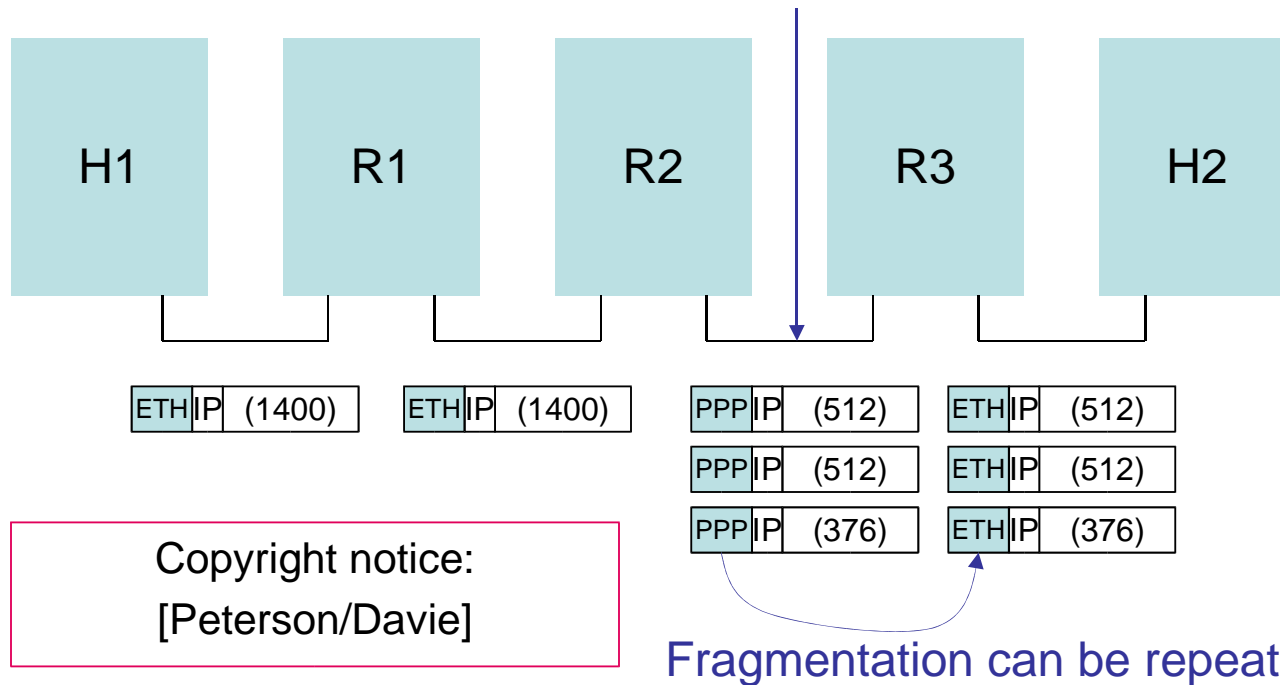 H1 R1 R2 R3 H2
ETH IP (1400) ETH IP (1400) PPP IP (512) ETH IP (512)
PPP IP (512) ETH IP (512)
PPP IP (376) ETH IP (376)
Copyright notice:
[Peterson/Davie]
Fragmentation can be repeat